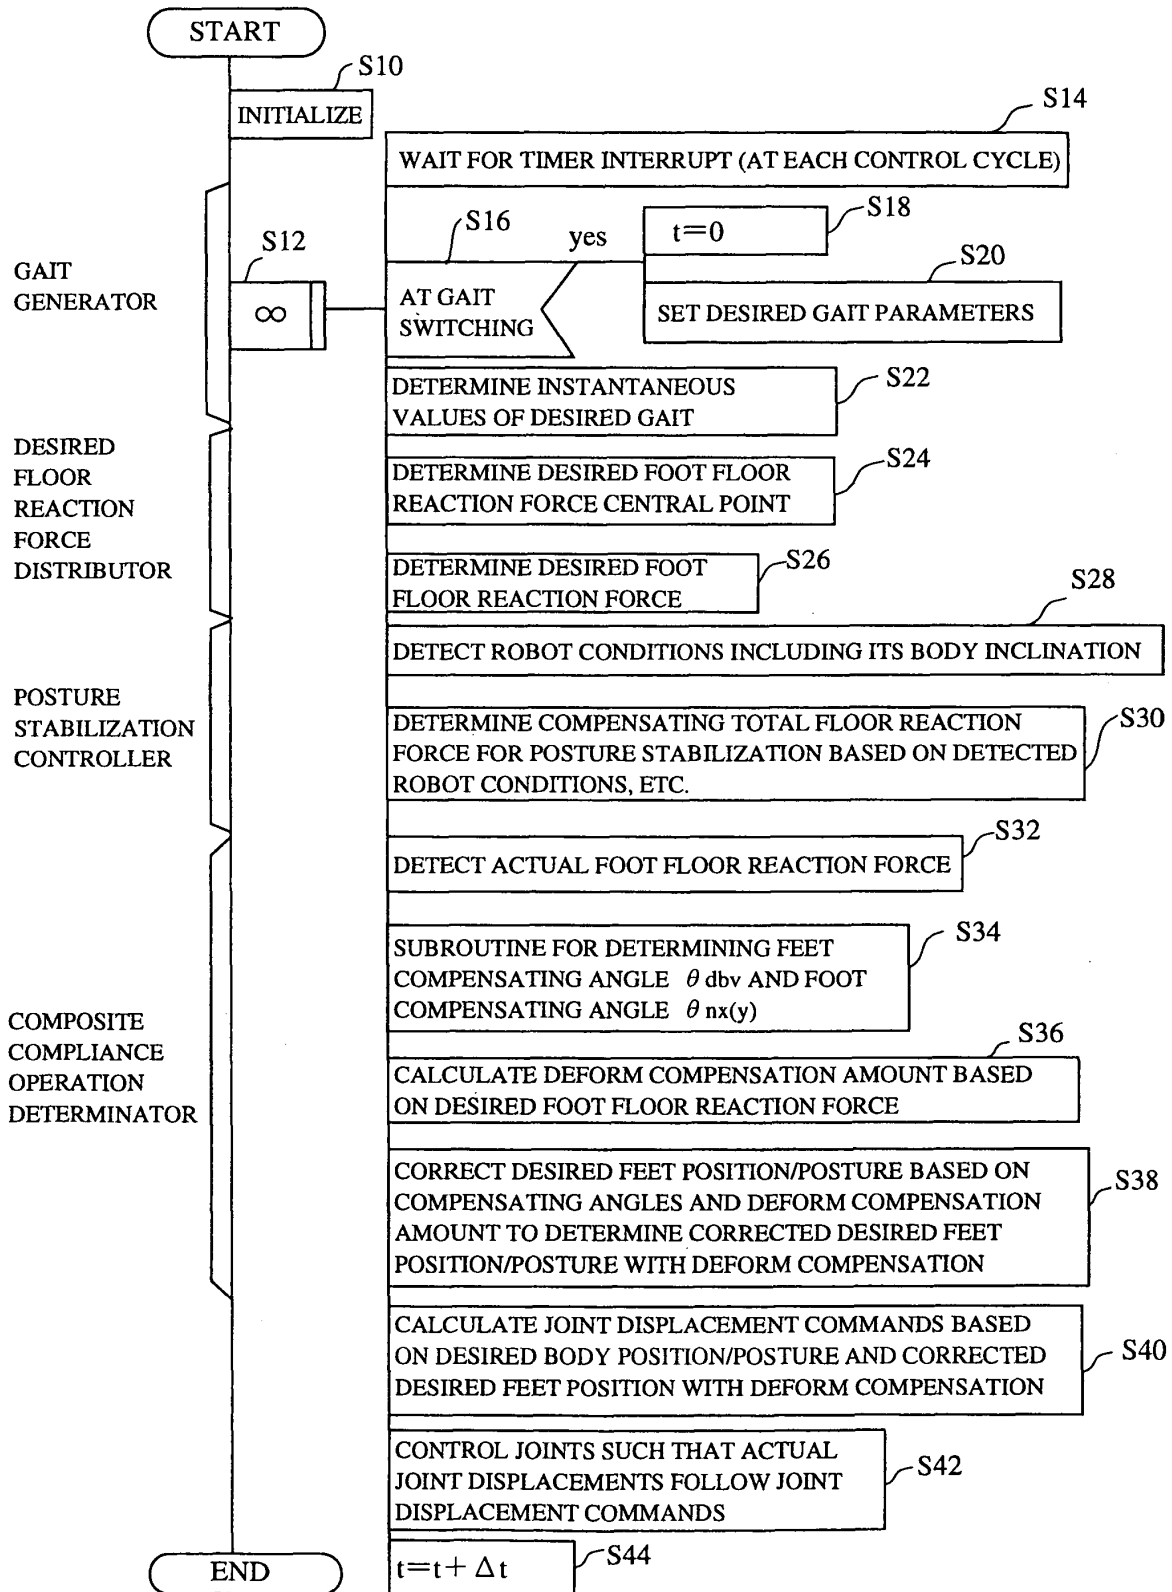 START
S10
INITIALIZE
S14
WAIT FOR TIMER INTERRUPT (AT EACH CONTROL CYCLE)
S12
∞
S16
AT GAIT
SWITCHING
yes
S18
t=0
S20
SET DESIRED GAIT PARAMETERS
GAIT
GENERATOR
S22
DETERMINE INSTANTANEOUS
VALUES OF DESIRED GAIT
DESIRED
FLOOR
REACTION
FORCE
DISTRIBUTOR
S24
DETERMINE DESIRED FOOT FLOOR
REACTION FORCE CENTRAL POINT
S26
DETERMINE DESIRED FOOT
FLOOR REACTION FORCE
S28
DETECT ROBOT CONDITIONS INCLUDING ITS BODY INCLINATION
POSTURE
STABILIZATION
CONTROLLER
S30
DETERMINE COMPENSATING TOTAL FLOOR REACTION
FORCE FOR POSTURE STABILIZATION BASED ON DETECTED
ROBOT CONDITIONS, ETC.
S32
DETECT ACTUAL FOOT FLOOR REACTION FORCE
S34
SUBROUTINE FOR DETERMINING FEET
COMPENSATING ANGLE θ dbv AND FOOT
COMPENSATING ANGLE θ nx(y)
COMPOSITE
COMPLIANCE
OPERATION
DETERMINATOR
S36
CALCULATE DEFORM COMPENSATION AMOUNT BASED
ON DESIRED FOOT FLOOR REACTION FORCE
S38
CORRECT DESIRED FEET POSITION/POSTURE BASED ON
COMPENSATING ANGLES AND DEFORM COMPENSATION
AMOUNT TO DETERMINE CORRECTED DESIRED FEET
POSITION/POSTURE WITH DEFORM COMPENSATION
S40
CALCULATE JOINT DISPLACEMENT COMMANDS BASED
ON DESIRED BODY POSITION/POSTURE AND CORRECTED
DESIRED FEET POSITION WITH DEFORM COMPENSATION
S42
CONTROL JOINTS SUCH THAT ACTUAL
JOINT DISPLACEMENTS FOLLOW JOINT
DISPLACEMENT COMMANDS
S44
t=t+ Δt
END